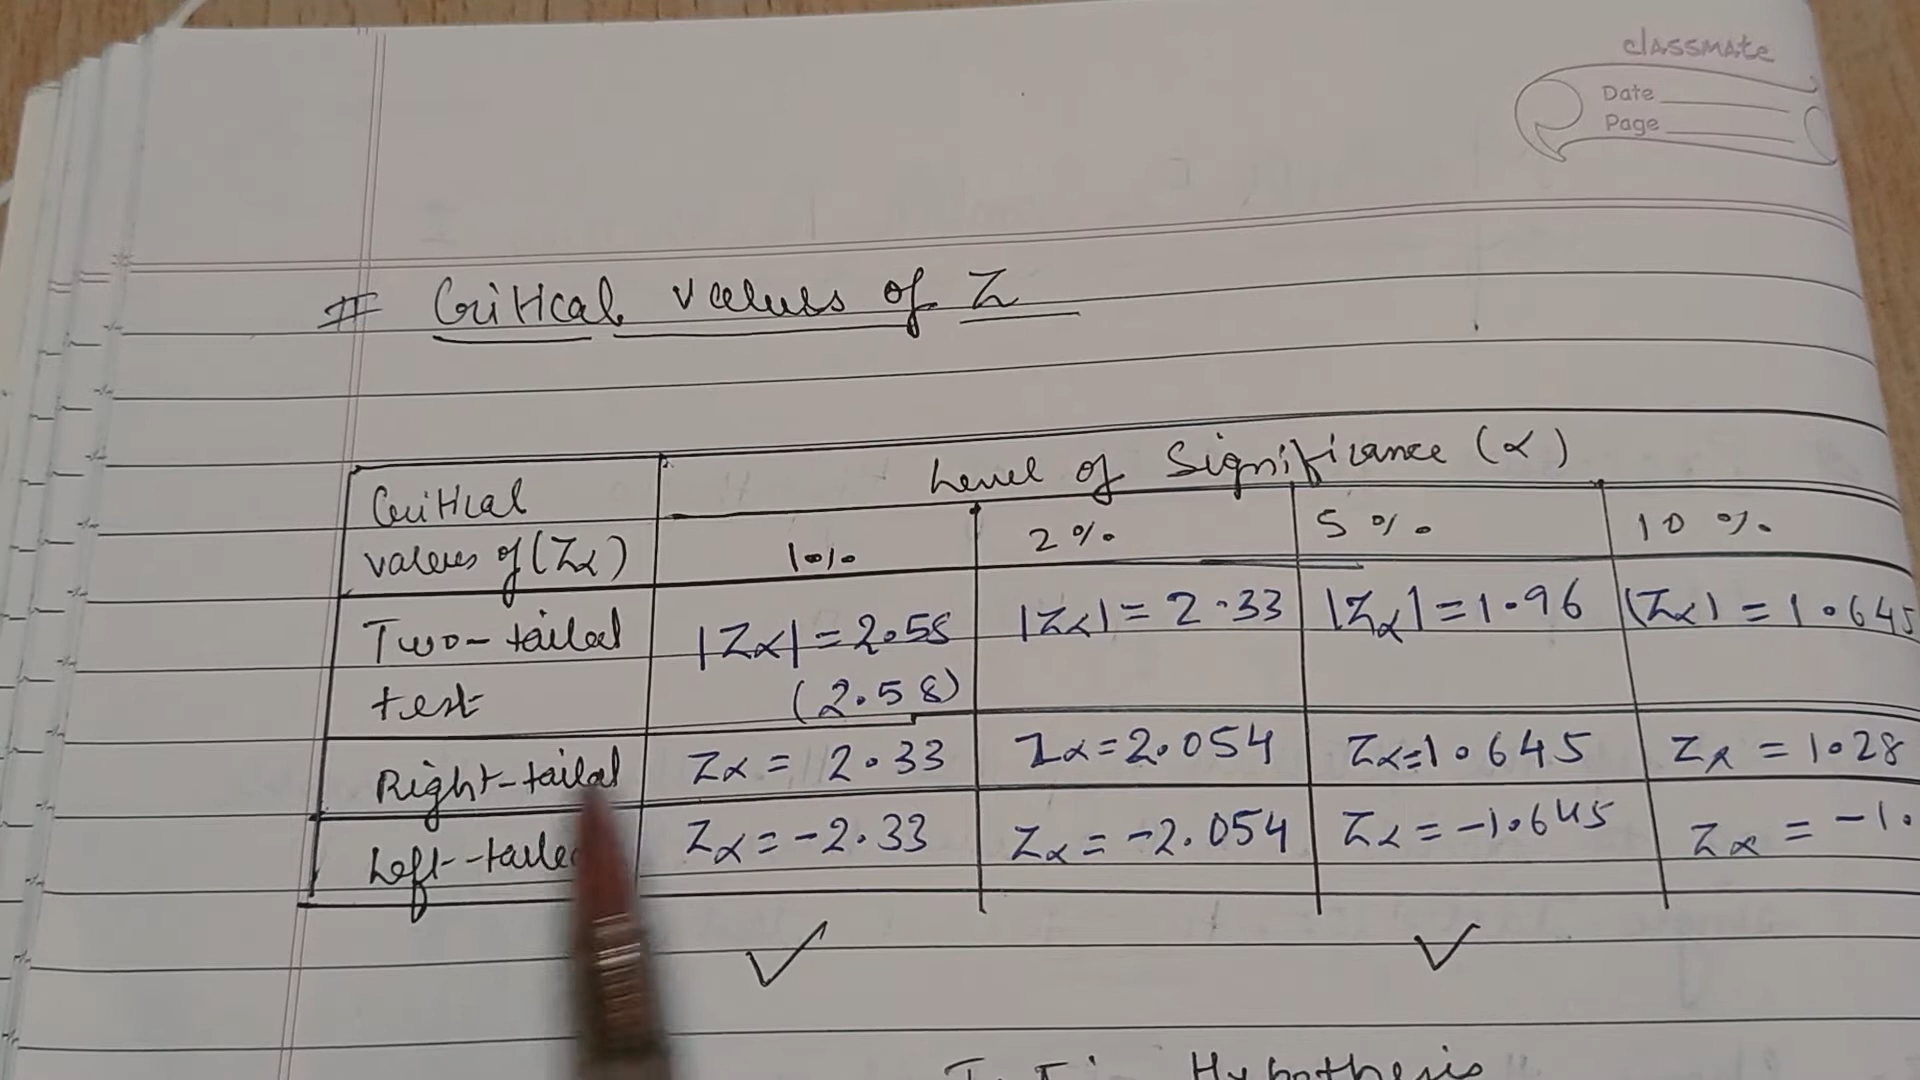 classmate
Date
Page
# Critical values of Z
Critical values of (Zα)
Level of Significance (α)
1%
2%
5%
10%
Two-tailed test
|Zα| = 2.58
(2.58)
|Zα| = 2.33
|Zα| = 1.96
|Zα| = 1.645
Right-tailed
Zα = 2.33
Zα = 2.054
Zα = 1.645
Zα = 1.28
Left-tailed
Zα = -2.33
Zα = -2.054
Zα = -1.645
Zα = -1.
Hypothesis